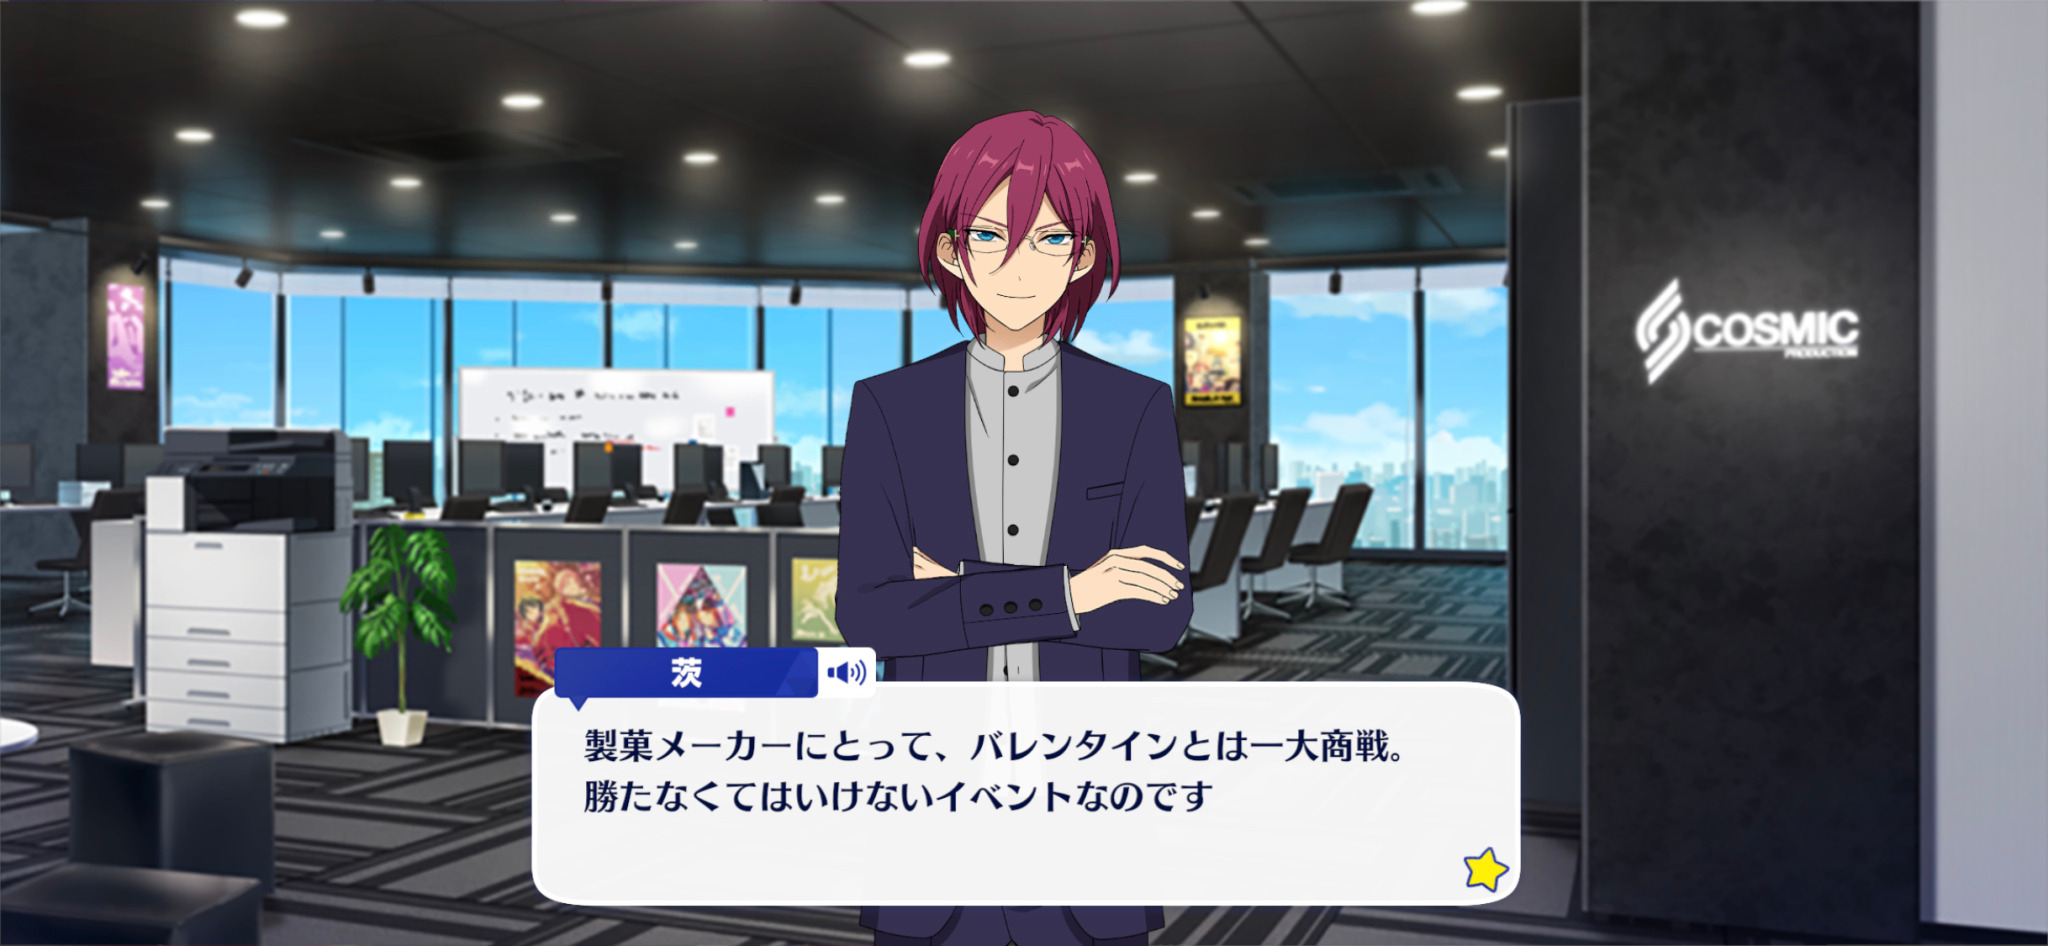 COSMIC
PRODUCTION
茨
製菓メーカーにとって、バレンタインとは一大商戦。
勝たなくてはいけないイベントなのです